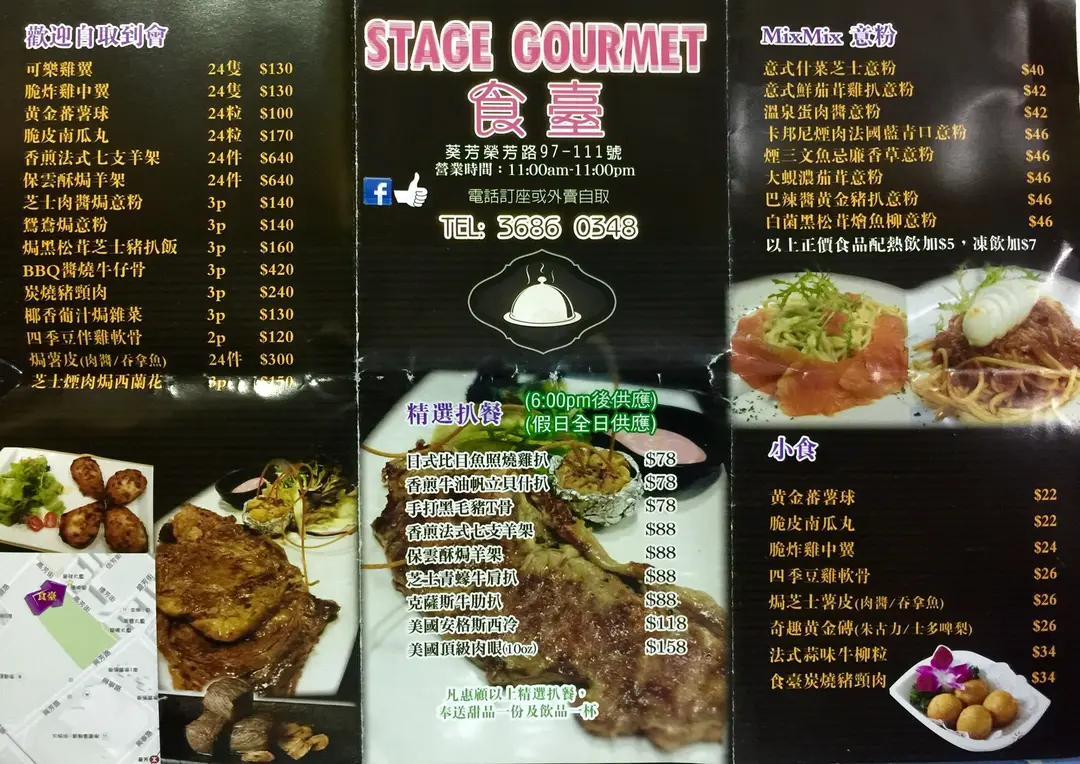 歡迎自取到會
可樂雞翼 24隻 $130
脆炸雞中翼 24隻 $130
黃金蕃薯球 24粒 $100
脆皮南瓜丸 24粒 $170
香煎法式七支羊架 24件 $640
保雲酥焗羊架 24件 $640
芝士肉醬焗意粉 3p $140
鴛鴦焗意粉 3p $140
焗黑松茸芝士豬扒飯 3p $160
BBQ醬燒牛仔骨 3p $420
炭燒豬頸肉 3p $240
椰香葡汁焗雜菜 3p $130
四季豆伴雞軟骨 2p $120
焗薯皮(肉醬/吞拿魚) 24件 $300
芝士煙肉焗西蘭花 3p $150
食臺
STAGE GOURMET
食臺
葵芳榮芳路97-111號
營業時間：11:00am-11:00pm
電話訂座或外賣自取
TEL: 3686 0348
精選扒餐 (6:00pm後供應)
(假日全日供應)
日式比目魚照燒雞扒 $78
香煎牛油帆立貝什扒 $78
手打黑毛豬T骨 $78
香煎法式七支羊架 $88
保雲酥焗羊架 $88
芝士青蠔牛肩扒 $88
克薩斯牛肋扒 $88
美國安格斯西冷 $118
美國頂級肉眼(10oz) $158
凡惠顧以上精選扒餐，
奉送甜品一份及飲品一杯
MixMix 意粉
意式什菜芝士意粉 $40
意式鮮茄茸雞扒意粉 $42
溫泉蛋肉醬意粉 $42
卡邦尼煙肉法國藍青口意粉 $46
煙三文魚忌廉香草意粉 $46
大蜆濃茄茸意粉 $46
巴辣醬黃金豬扒意粉 $46
白菌黑松茸燴魚柳意粉 $46
以上正價食品配熱飲加$5，凍飲加$7
小食
黃金蕃薯球 $22
脆皮南瓜丸 $22
脆炸雞中翼 $24
四季豆雞軟骨 $26
焗芝士薯皮(肉醬/吞拿魚) $26
奇趣黃金磚(朱古力/士多啤梨) $26
法式蒜味牛柳粒 $34
食臺炭燒豬頸肉 $34